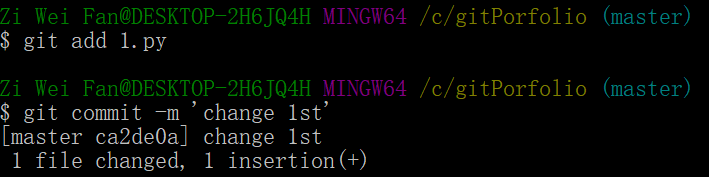 Zi Wei Fan@DESKTOP-2H6JQ4H MINGW64 /c/gitPorfolio (master)
$ git add 1.py
Zi Wei Fan@DESKTOP-2H6JQ4H MINGW64 /c/gitPorfolio (master)
$ git commit -m 'change 1st'
[master ca2de0a] change 1st
1 file changed, 1 insertion(+)